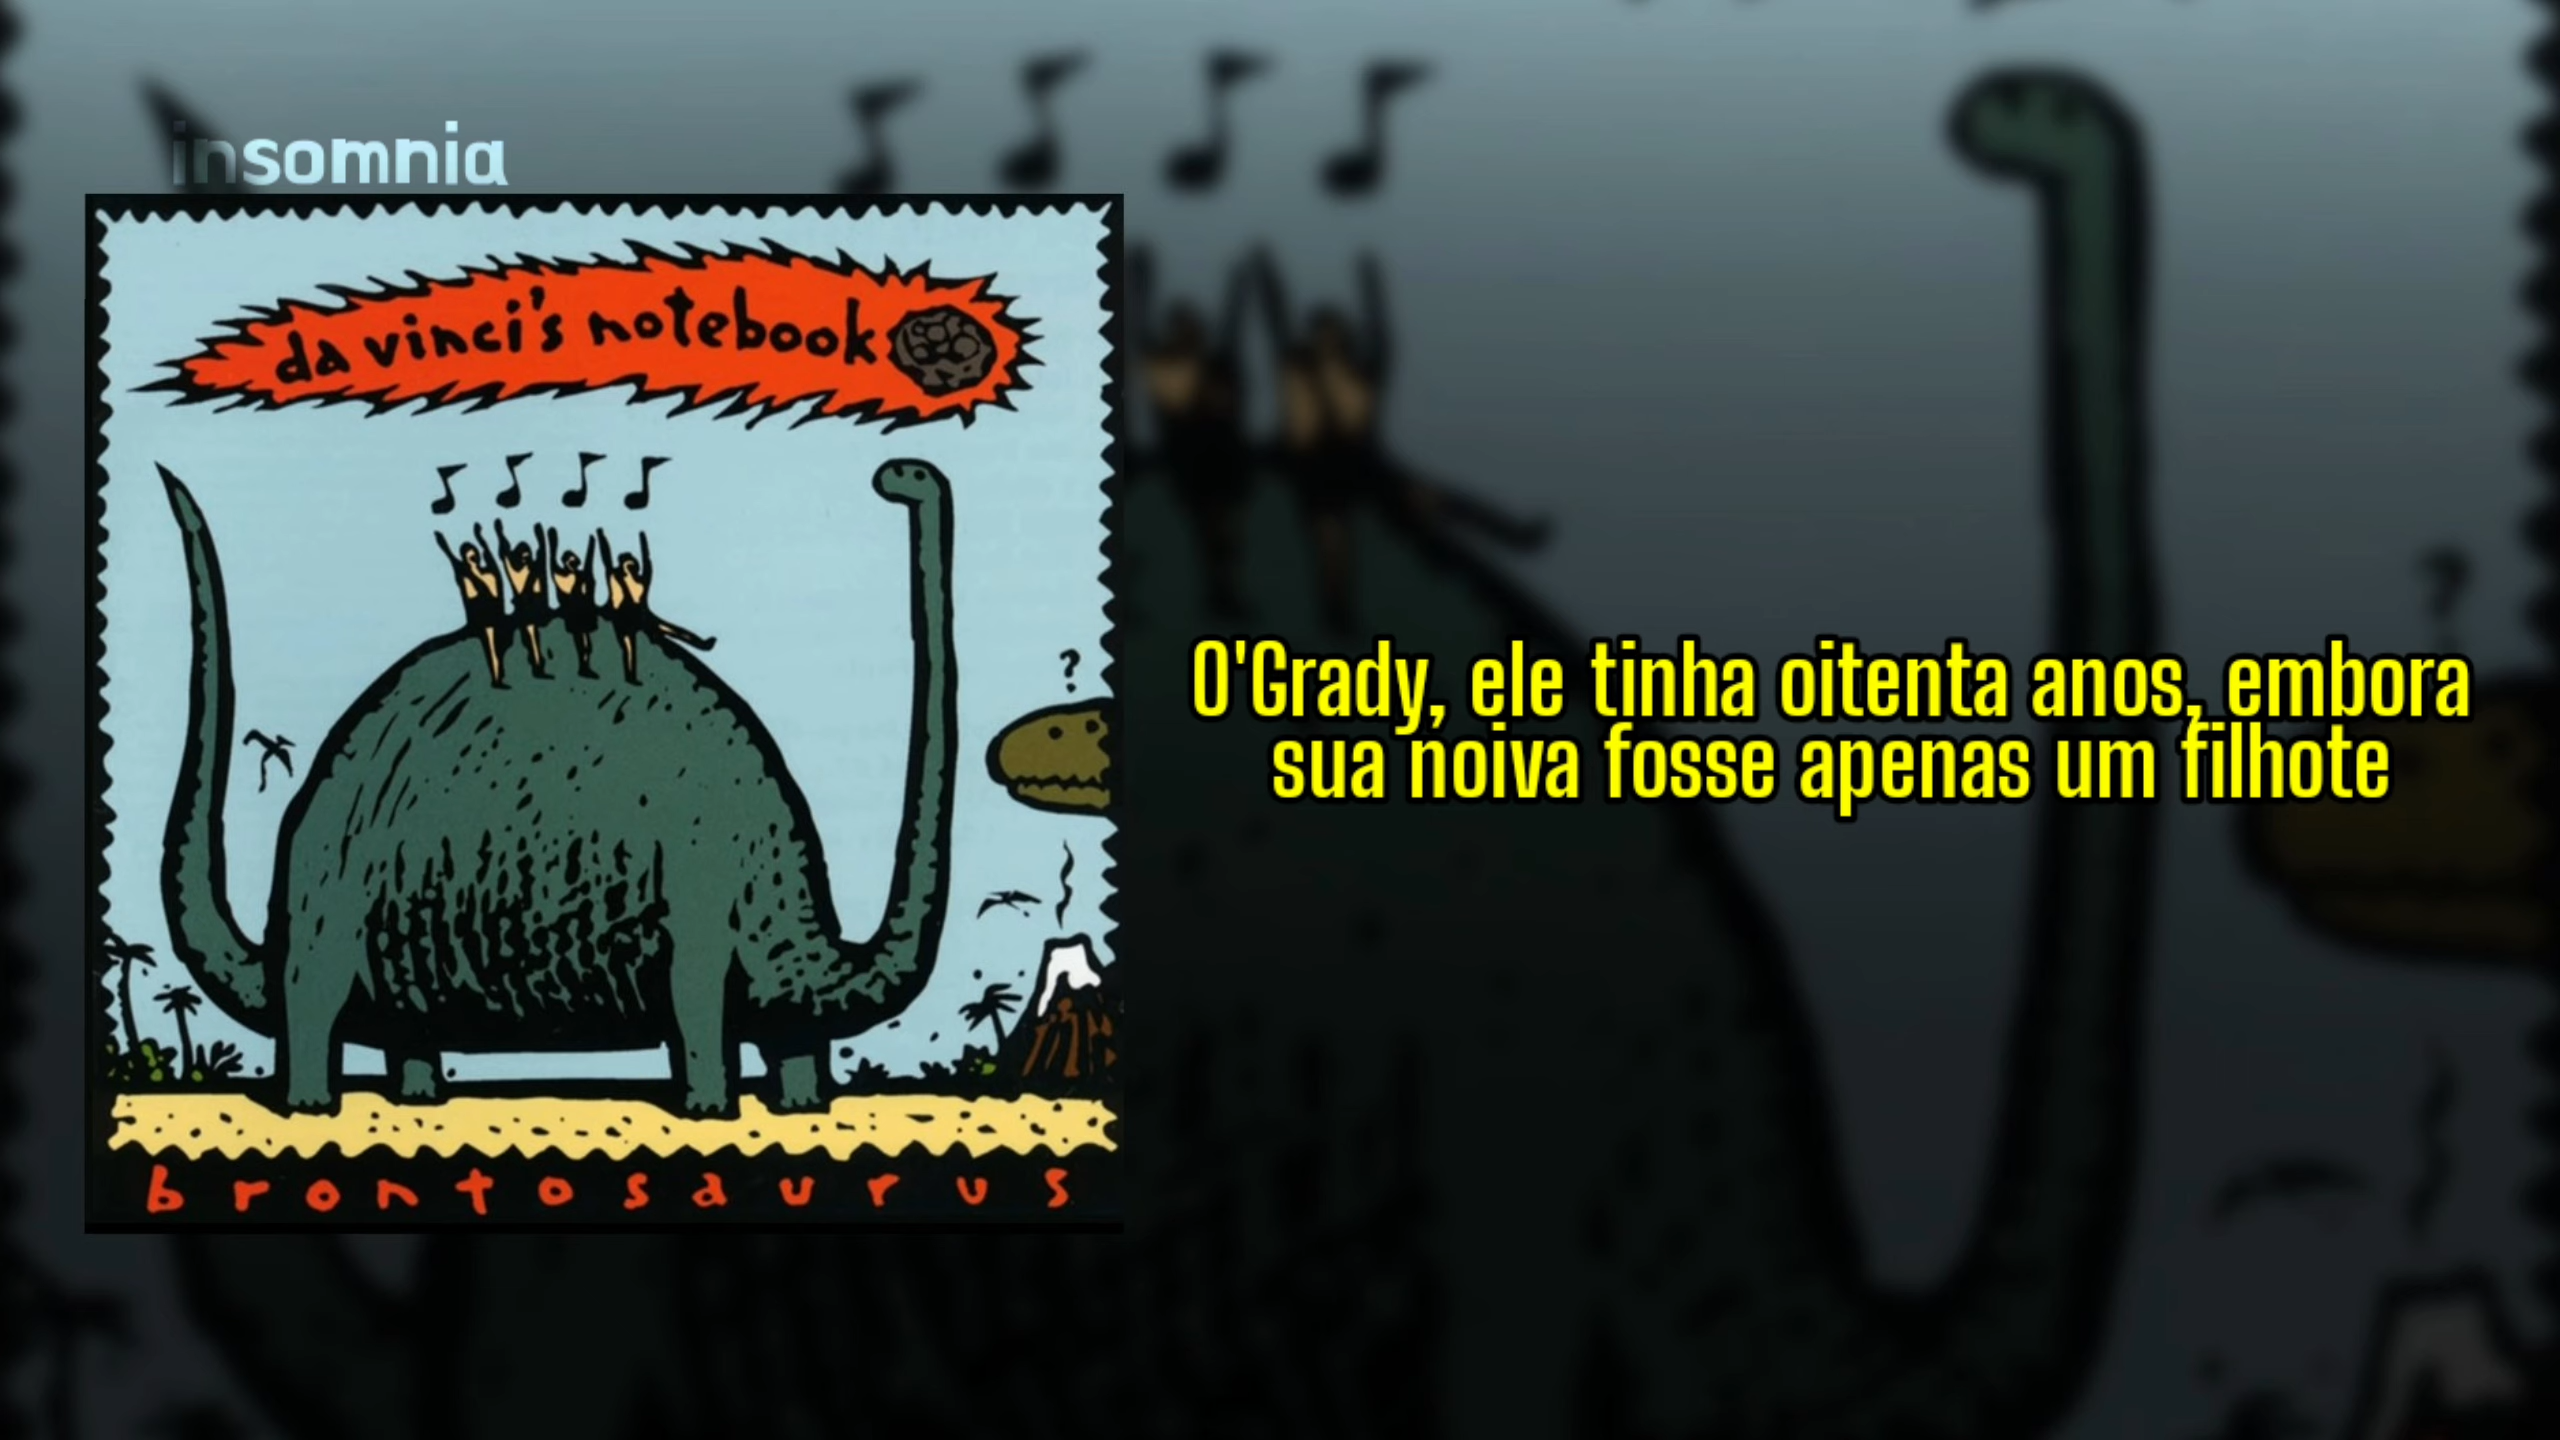 insomnia
da vinci's notebook
?
brontosaurus
O'Grady, ele tinha oitenta anos, embora
sua noiva fosse apenas um filhote